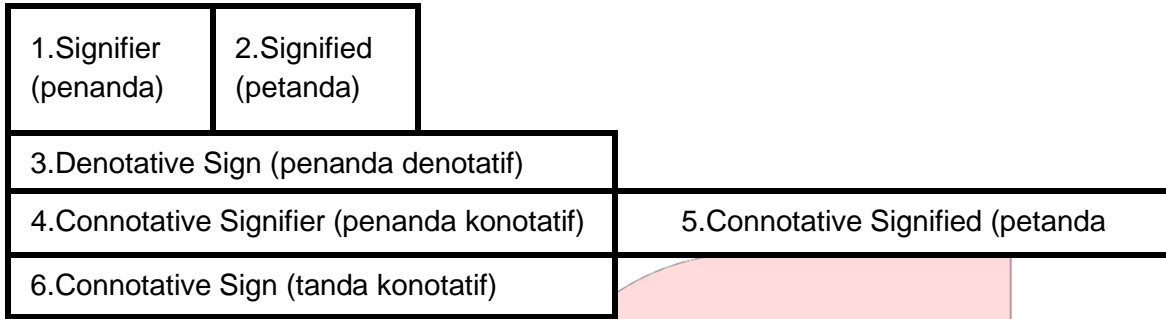 1.Signifier
(penanda)
2.Signified
(petanda)
3.Denotative Sign (penanda denotatif)
4.Connotative Signifier (penanda konotatif)
5.Connotative Signified (petanda
6.Connotative Sign (tanda konotatif)